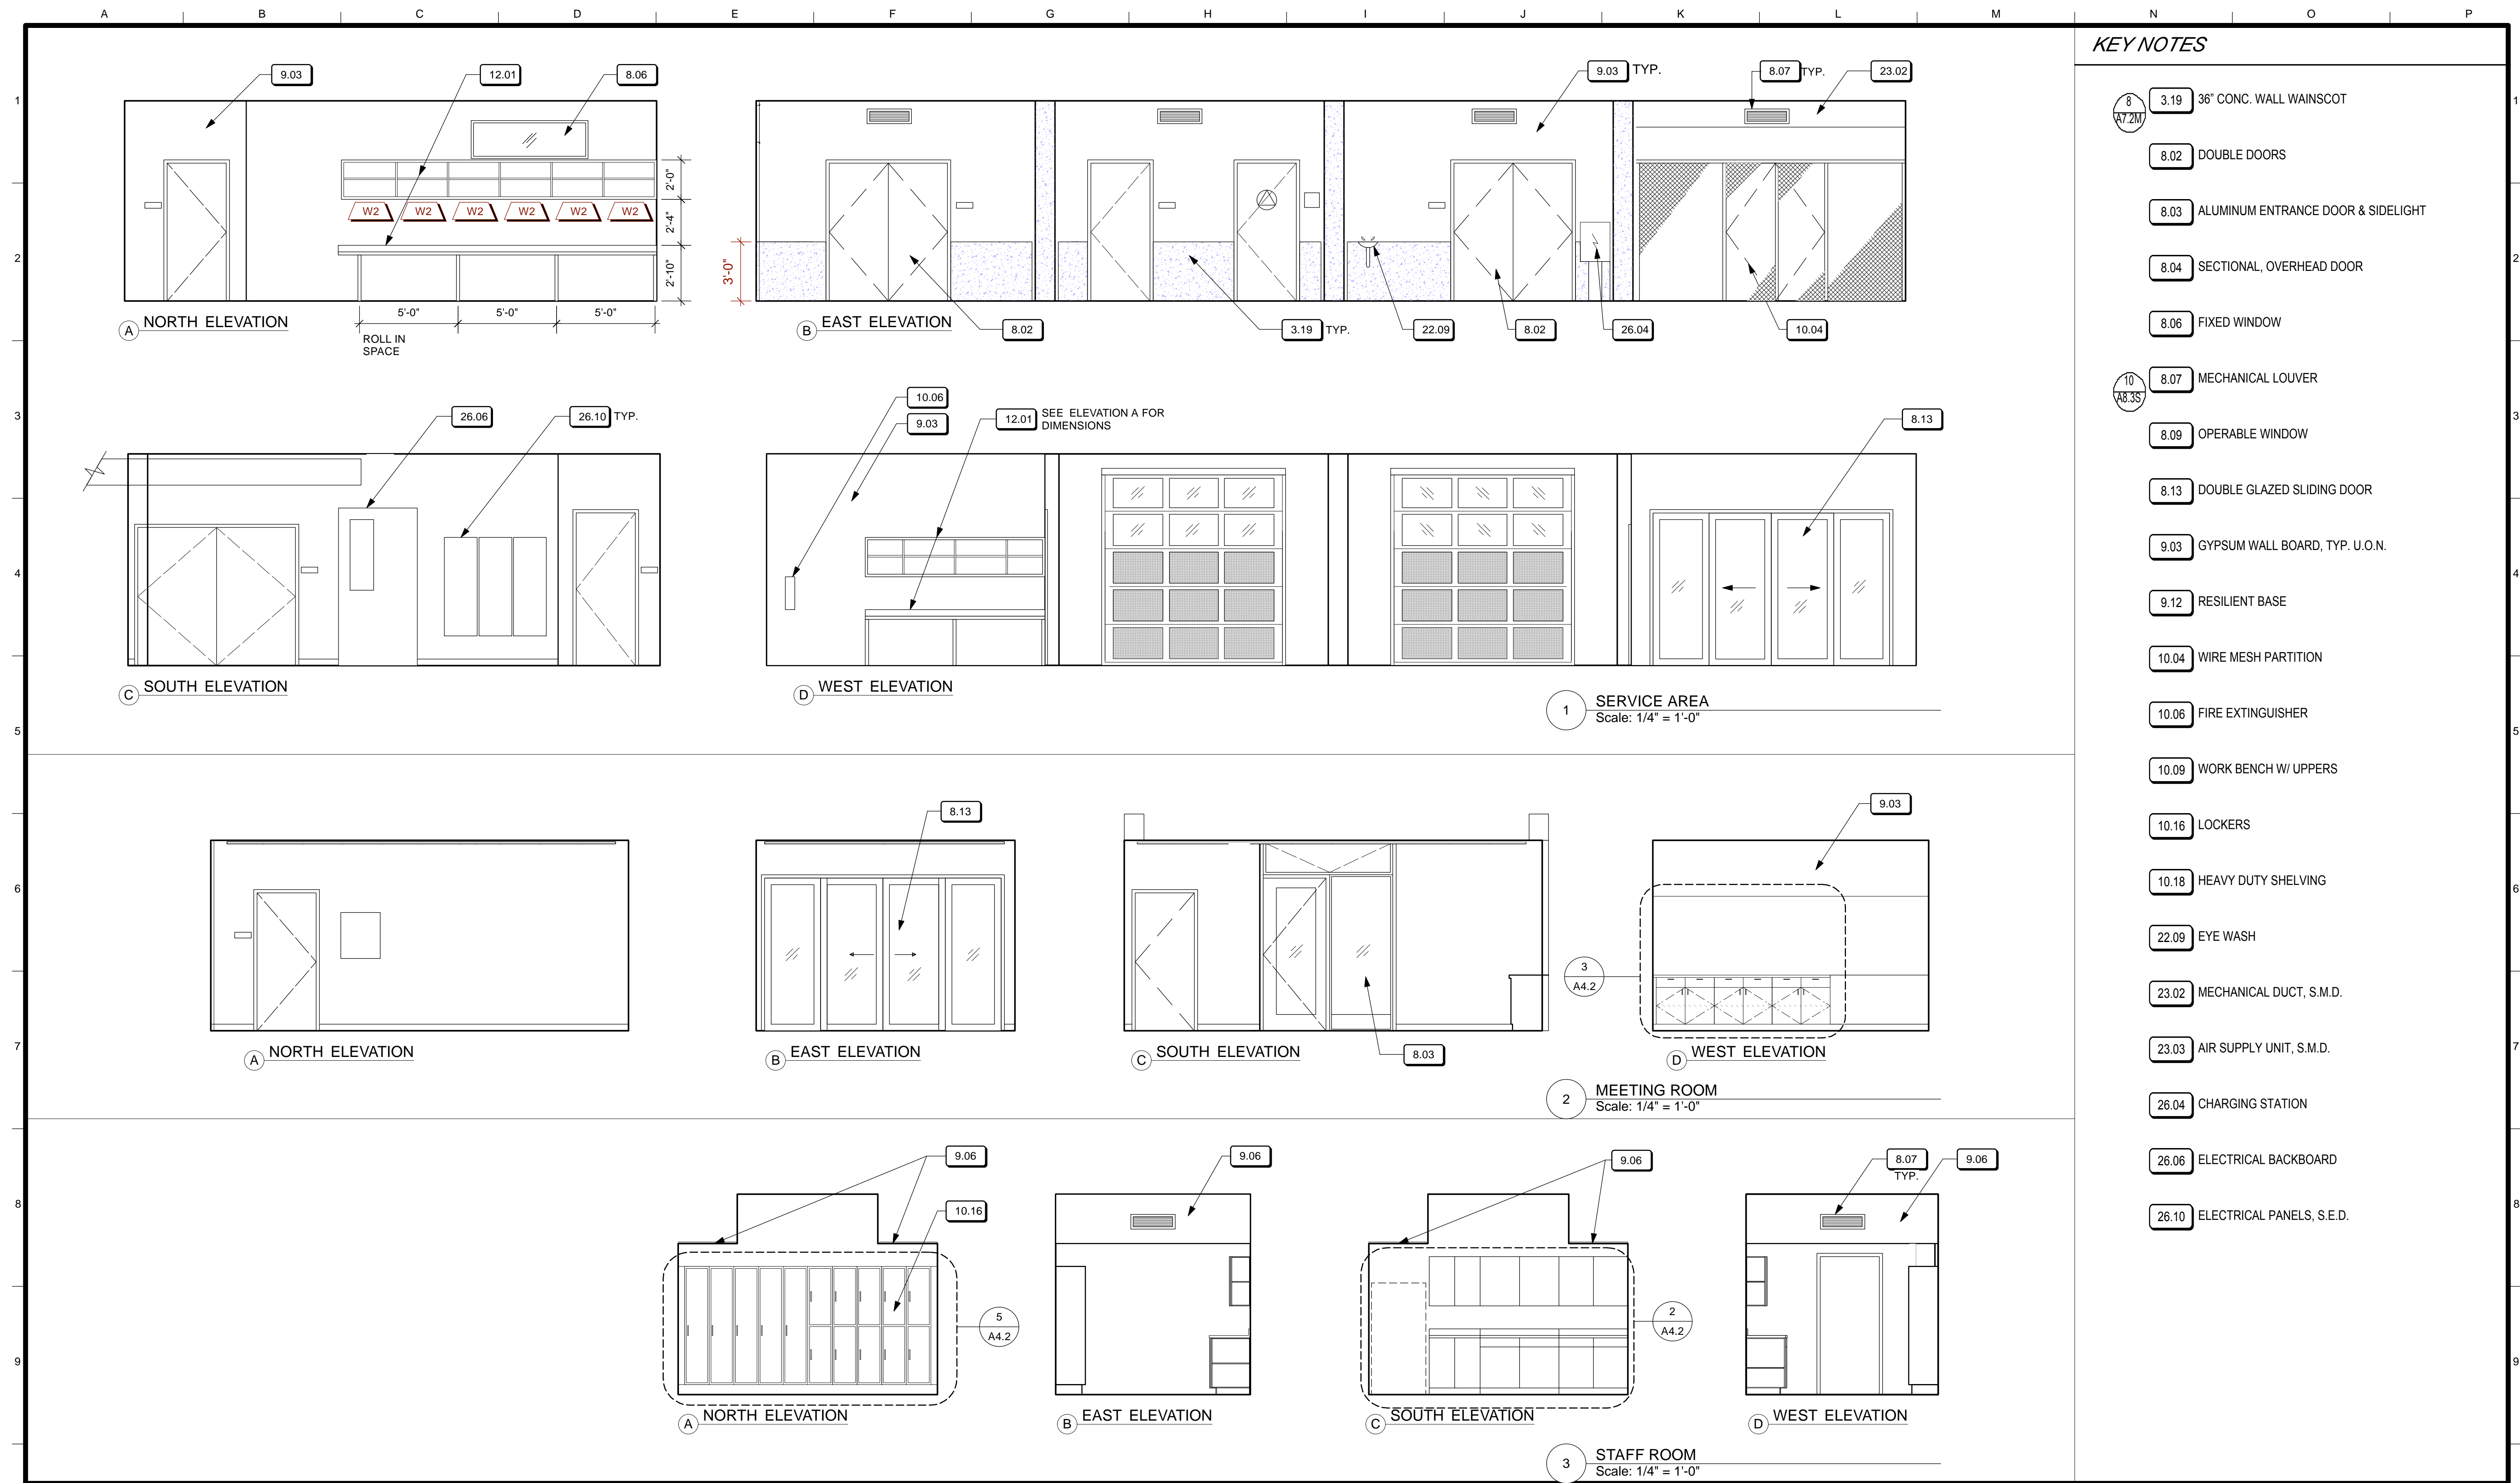 A B C D E F G H I J K L M N O P
KEY NOTES
9.03
12.01
8.06
9.03 TYP.
8.07 TYP.
23.02
1
1
2'-0"
W2 W2 W2 W2 W2 W2
2'-4"
2
2
2'-10"
3'-0"
5'-0" 5'-0" 5'-0"
ROLL IN
SPACE
A NORTH ELEVATION
B EAST ELEVATION
8.02
3.19 TYP.
22.09
8.02
26.04
10.04
3
3
26.06
26.10 TYP.
10.06
9.03
12.01 SEE ELEVATION A FOR
DIMENSIONS
8.13
4
4
C SOUTH ELEVATION
D WEST ELEVATION
1 SERVICE AREA
Scale: 1/4" = 1'-0"
5
5
8.13
9.03
6
6
3
A4.2
7
7
A NORTH ELEVATION
B EAST ELEVATION
C SOUTH ELEVATION
8.03
D WEST ELEVATION
2 MEETING ROOM
Scale: 1/4" = 1'-0"
9.06
10.16
9.06
9.06
8.07
TYP.
9.06
8
8
5
A4.2
2
A4.2
9
9
A NORTH ELEVATION
B EAST ELEVATION
C SOUTH ELEVATION
D WEST ELEVATION
3 STAFF ROOM
Scale: 1/4" = 1'-0"
8
A7.2M
3.19 36" CONC. WALL WAINSCOT
8.02 DOUBLE DOORS
8.03 ALUMINUM ENTRANCE DOOR & SIDELIGHT
8.04 SECTIONAL, OVERHEAD DOOR
8.06 FIXED WINDOW
10
A8.3S
8.07 MECHANICAL LOUVER
8.09 OPERABLE WINDOW
8.13 DOUBLE GLAZED SLIDING DOOR
9.03 GYPSUM WALL BOARD, TYP. U.O.N.
9.12 RESILIENT BASE
10.04 WIRE MESH PARTITION
10.06 FIRE EXTINGUISHER
10.09 WORK BENCH W/ UPPERS
10.16 LOCKERS
10.18 HEAVY DUTY SHELVING
22.09 EYE WASH
23.02 MECHANICAL DUCT, S.M.D.
23.03 AIR SUPPLY UNIT, S.M.D.
26.04 CHARGING STATION
26.06 ELECTRICAL BACKBOARD
26.10 ELECTRICAL PANELS, S.E.D.